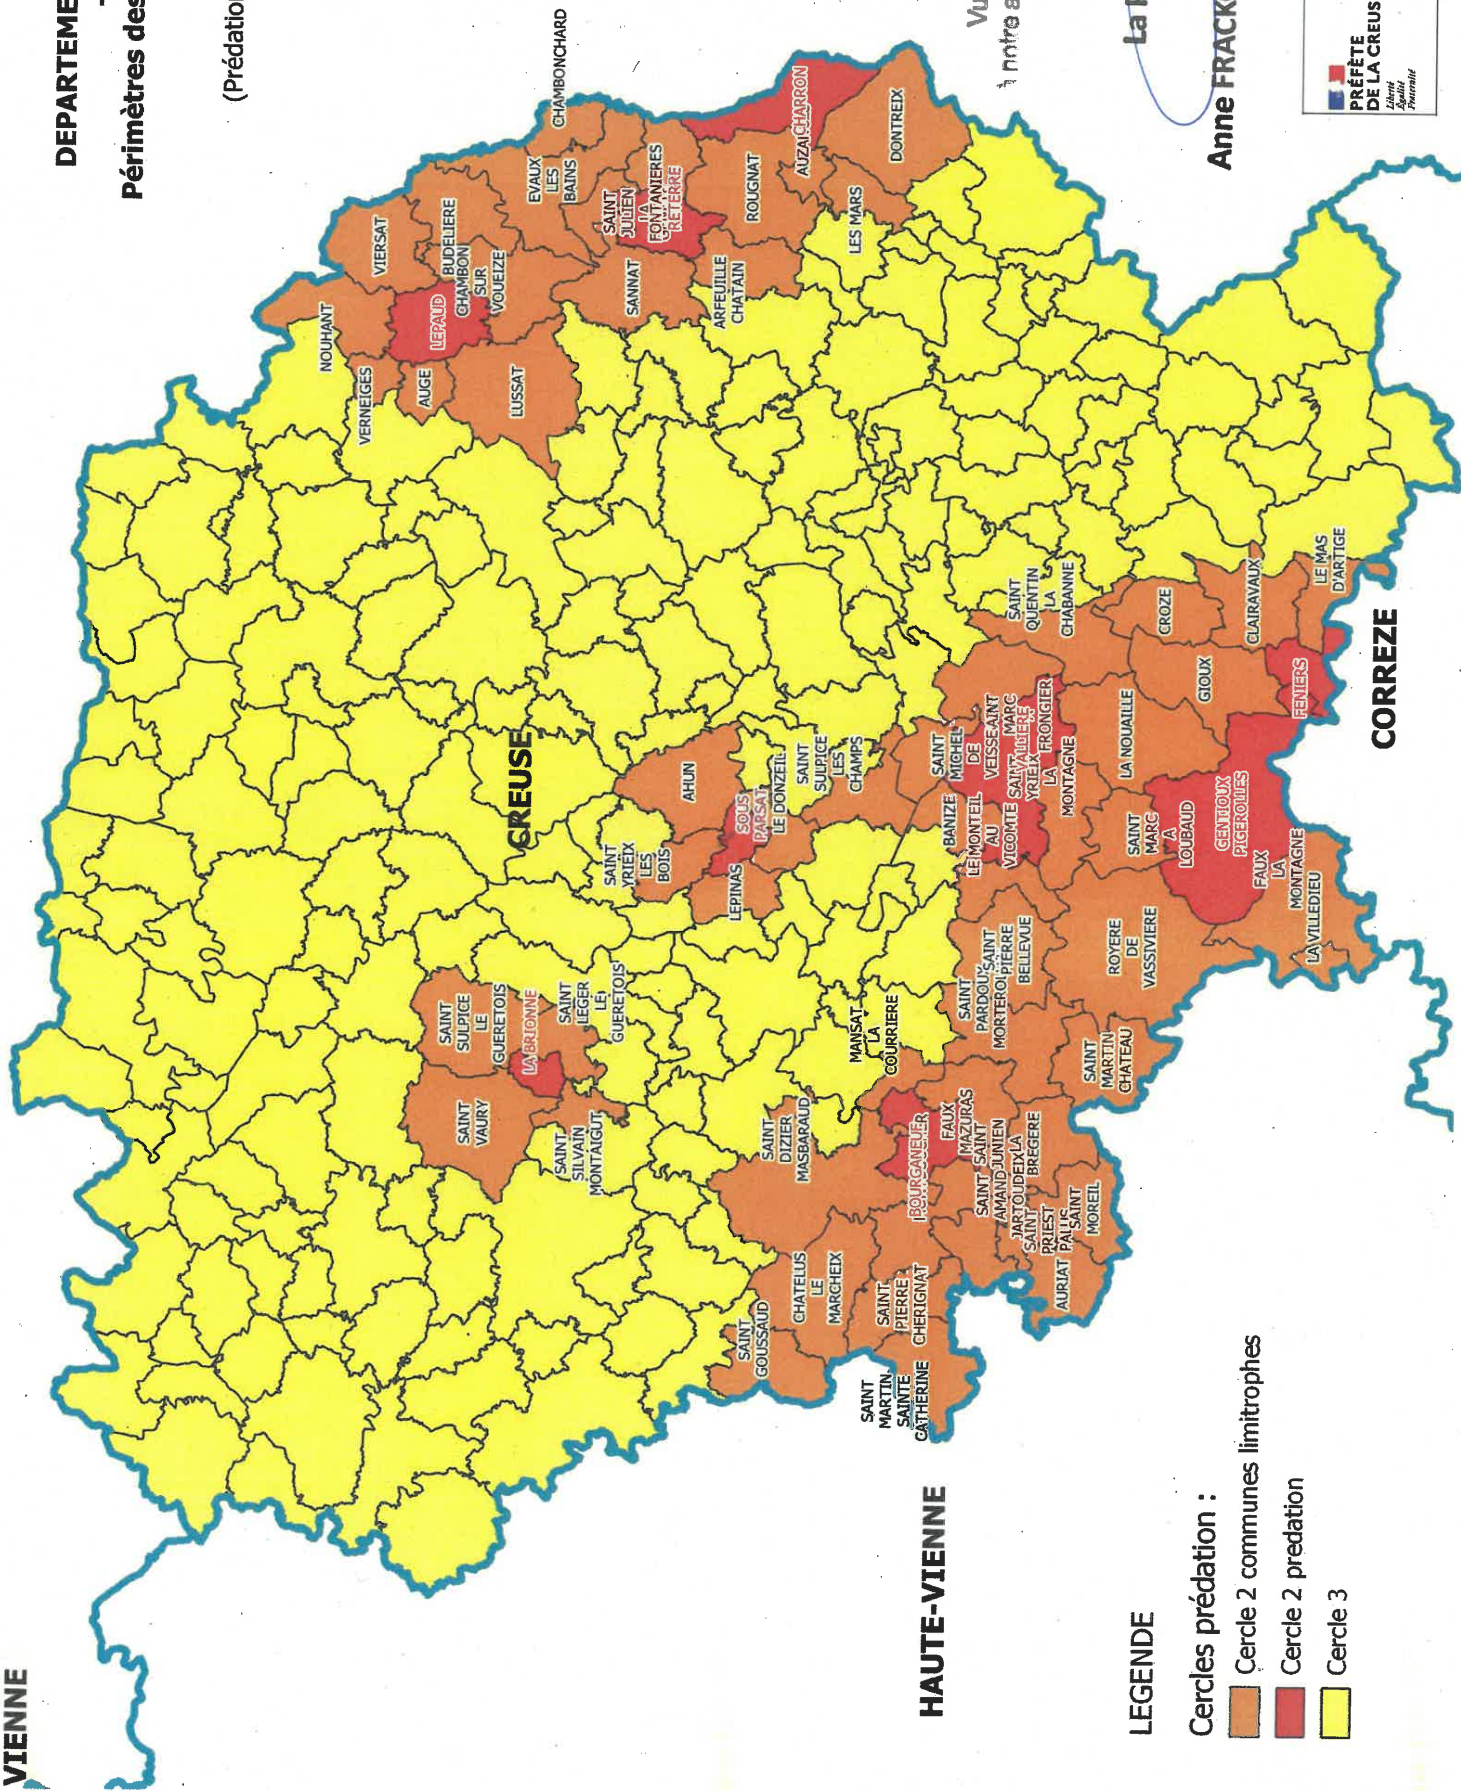 DEPARTEME
Périmètres des
(Prédation
VIENNE
CREUSE
HAUTE-VIENNE
CORREZE
CHAMBONCHARD
VIERSAT
BUDELIERE
EVAUX
LES
BAINS
NOUHANT
CHAMBON
SUR
VOUEIZE
LEPAUD
VERNEIGES
AUGE
LUSSAT
SAINT
JULIEN
LA
FONTANIERES
RETERRE
SANNAT
ROUGNAT
ARFEUILLE
CHATAIN
CHARRON
DONTREIX
LES MARS
SAINT
SULPICE
LE
GUERETOIS
LA BRIONNE
SAINT
LEGER
LE
GUERETOIS
SAINT
VAURY
SAINT
SILVAIN
MONTAIGUT
AHUN
SAINT
YRIEIX
LES
BOIS
SOUS
PARSAT
LE DONZEIL
LEPINAS
SAINT
SULPICE
LES
CHAMPS
SAINT
MICHEL
DE
VEISSE
BANIZE
LE MONTEIL
AU
VICOMTE
SAINT
YRIEIX
LA
MONTAGNE
SAINT
MARC
A
FRONGIER
VALLIERE
SAINT
QUENTIN
LA
CHABANNE
CROZE
CLAIRAVAUX
LE MAS
D'ARTIGE
GIOUX
FENIERS
LA NOUAILLE
SAINT
MARC
A
LOUBAUD
GENTIOUX
PIGEROLLES
FAUX
LA
MONTAGNE
LA VILLEDIEU
ROYERE
DE
VASSIVIERE
SAINT
PIERRE
BELLEVUE
SAINT
PARDOUX
MORTEROL
MANSAT
LA
COURRIERE
SAINT
MARTIN
CHATEAU
SAINT
DIZIER
MASBARAUD
BOURGANEUF
FAUX
MAZURAS
SAINT
JUNIEN
LA
BREGERE
SAINT
AMAND
JARTOUDEIX
SAINT
PRIEST
PALUS
SAINT
MOREIL
AURIAT
CHATELUS
LE
MARCHEIX
SAINT
GOUSSAUD
SAINT
PIERRE
CHERIGNAT
SAINT
MARTIN
SAINTE
CATHERINE
LEGENDE
Cercles prédation :
Cercle 2 communes limitrophes
Cercle 2 predation
Cercle 3
Vu
à notre a
La P
Anne FRACK
PRÉFÈTE
DE LA CREUS
Liberté
Égalité
Fraternité